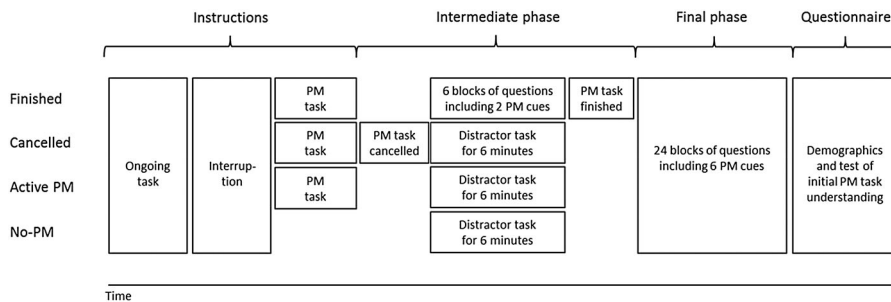 Instructions
Intermediate phase
Final phase
Questionnaire
Finished
Cancelled
Active PM
No-PM
Ongoing
task
Interrup-
tion
PM
task
PM
task
PM
task
PM task
cancelled
6 blocks of questions
including 2 PM cues
Distractor task
for 6 minutes
Distractor task
for 6 minutes
Distractor task
for 6 minutes
PM task
finished
24 blocks of questions
including 6 PM cues
Demographics
and test of
initial PM task
understanding
Time